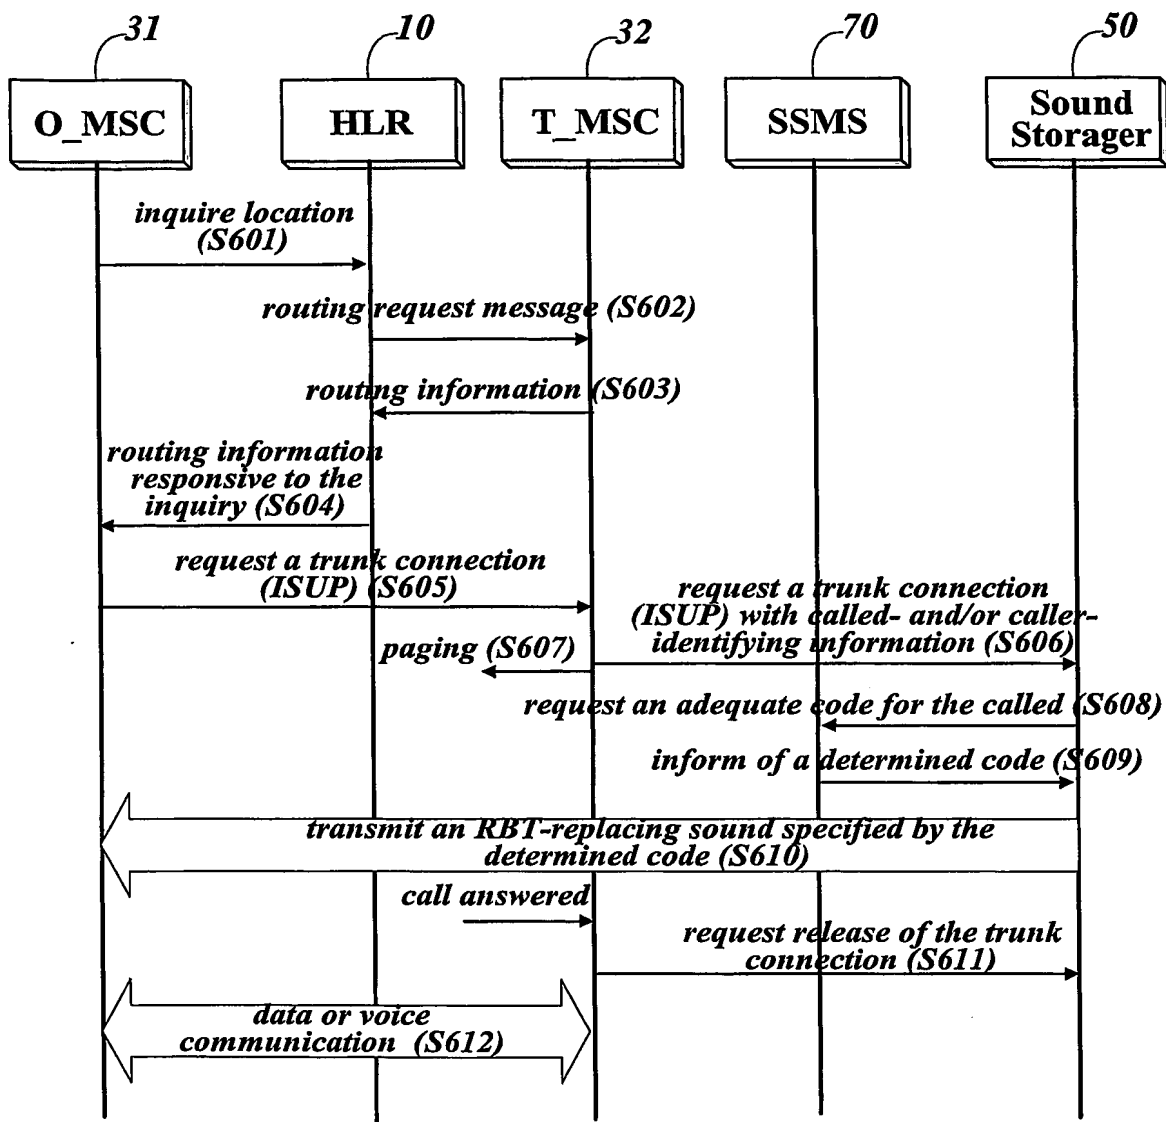 31
10
32
70
50
O_MSC
HLR
T_MSC
SSMS
Sound
Storager
inquire location
(S601)
routing request message (S602)
routing information (S603)
routing information
responsive to the
inquiry (S604)
request a trunk connection
(ISUP) (S605)
request a trunk connection
(ISUP) with called- and/or caller-
identifying information (S606)
paging (S607)
request an adequate code for the called (S608)
inform of a determined code (S609)
transmit an RBT-replacing sound specified by the
determined code (S610)
call answered
request release of the trunk
connection (S611)
data or voice
communication (S612)